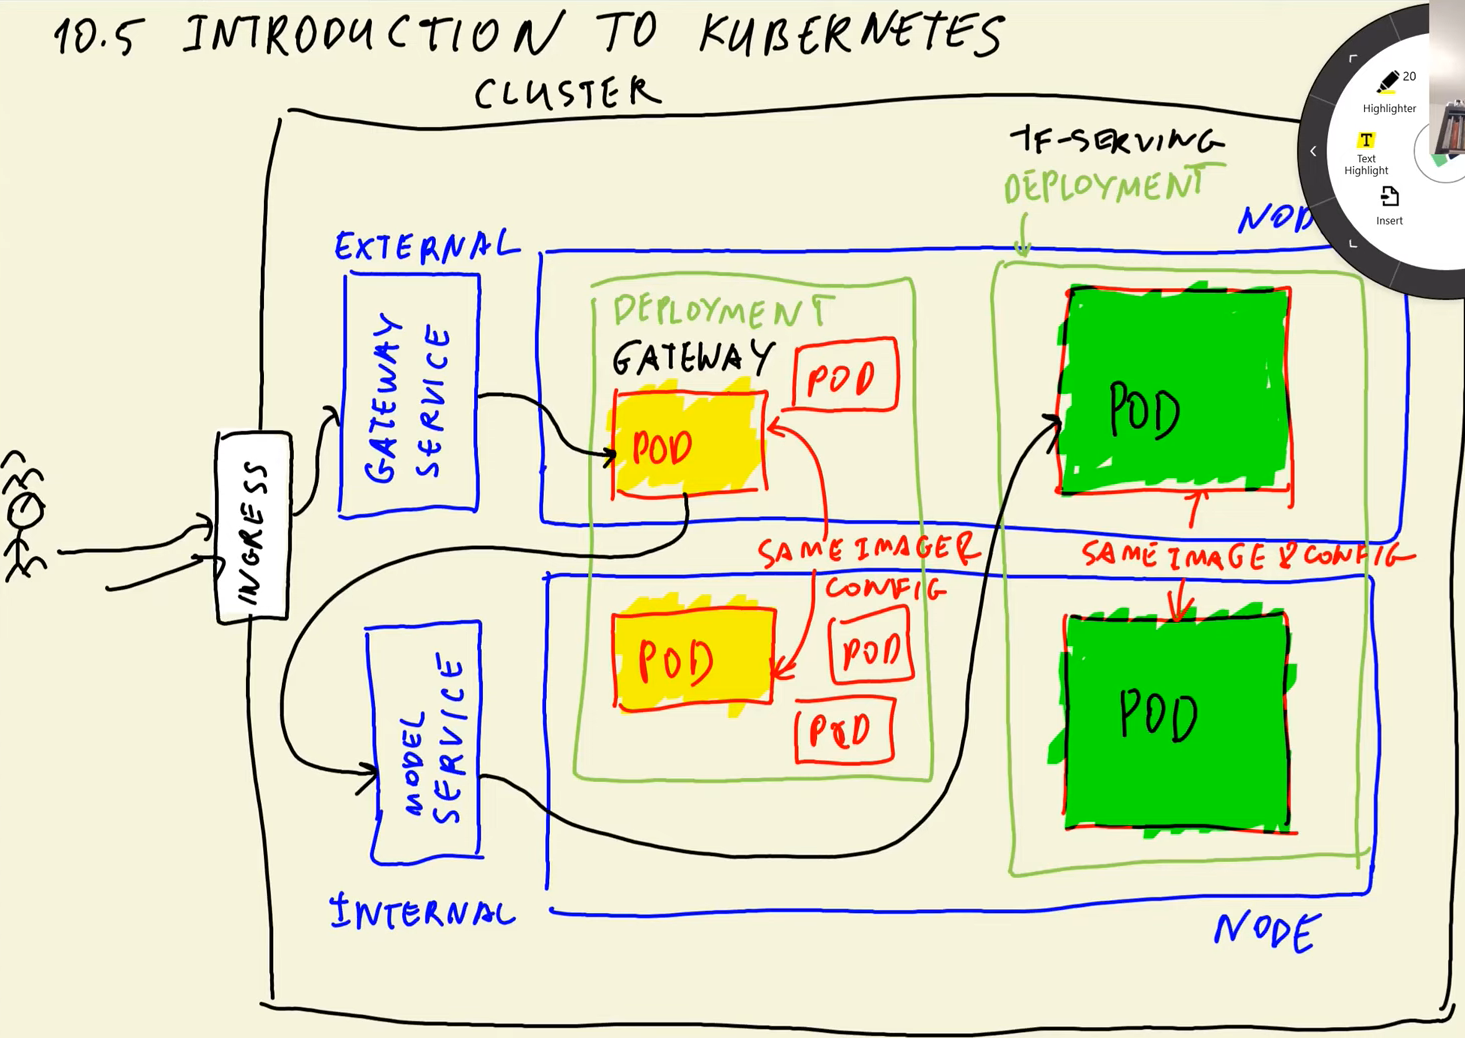 10.5 INTRODUCTION TO KUBERNETES
CLUSTER
20
Highlighter
T
Text
Highlight
Insert
TF-SERVING
DEPLOYMENT
NOD
EXTERNAL
GATEWAY
SERVICE
DEPLOYMENT
GATEWAY
POD
POD
POD
INGRESS
SAME IMAGE &
CONFIG
SAME IMAGE & CONFIG
POD
POD
POD
POD
MODEL
SERVICE
INTERNAL
NODE